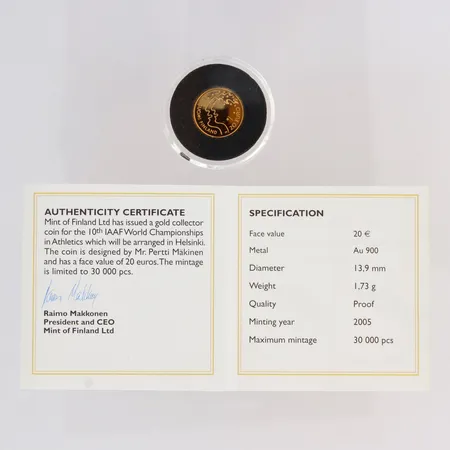 SUOMI FINLAND 20 EURO
AUTHENTICITY CERTIFICATE
Mint of Finland Ltd has issued a gold collector
coin for the 10th IAAF World Championships
in Athletics which will be arranged in Helsinki.
The coin is designed by Mr. Pertti Mäkinen
and has a face value of 20 euros. The mintage
is limited to 30 000 pcs.
Raimo Makkonen
President and CEO
Mint of Finland Ltd
SPECIFICATION
Face value 20 €
Metal Au 900
Diameter 13,9 mm
Weight 1,73 g
Quality Proof
Minting year 2005
Maximum mintage 30 000 pcs